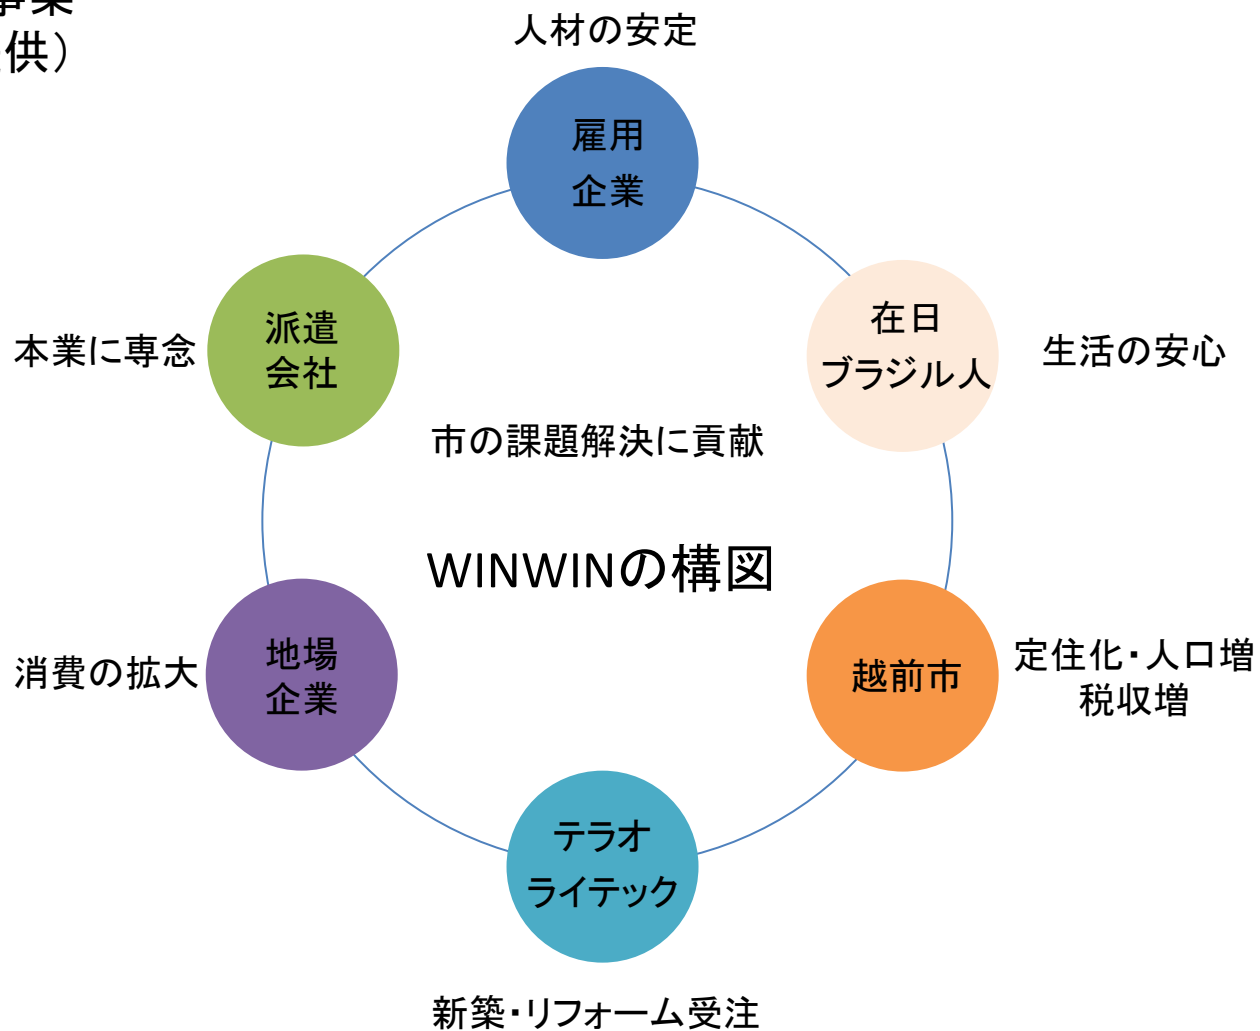 事業
供）
人材の安定
雇用
企業
派遣
会社
本業に専念
在日
ブラジル人
生活の安心
市の課題解決に貢献
WINWINの構図
地場
企業
消費の拡大
越前市
定住化・人口増
税収増
テラオ
ライテック
新築・リフォーム受注